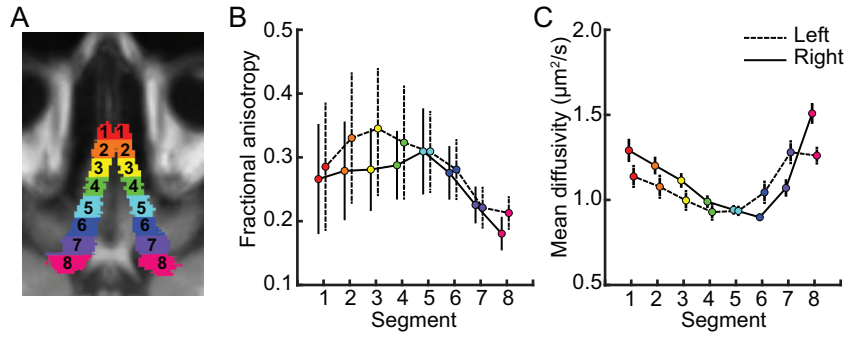 A
1 1
2 2
3 3
4 4
5 5
6 6
7 7
8 8
B
Fractional anisotropy
0.5
0.4
0.3
0.2
0.1
1 2 3 4 5 6 7 8
Segment
C
Mean diffusivity (µm²/s)
2.0
1.5
1.0
0.5
1 2 3 4 5 6 7 8
Segment
Left
Right